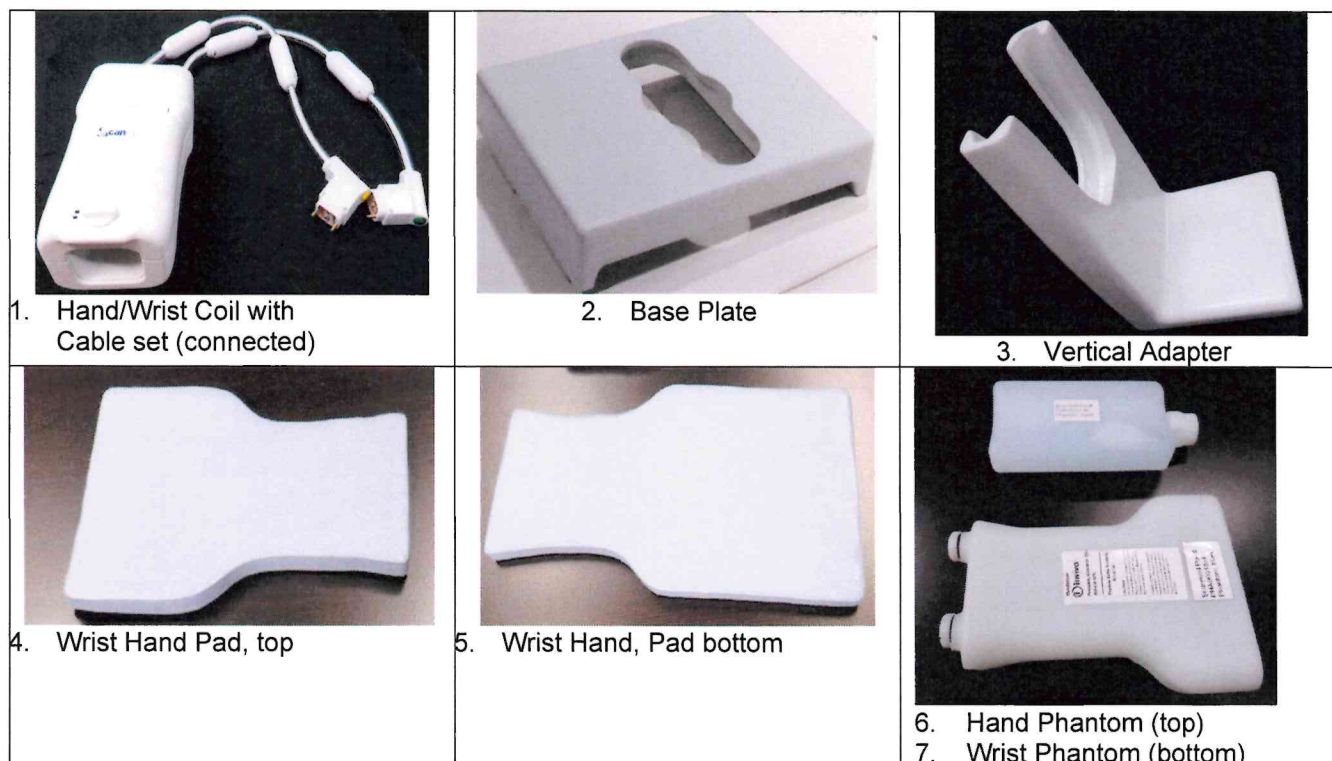 1. Hand/Wrist Coil with
Cable set (connected)
2. Base Plate
3. Vertical Adapter
4. Wrist Hand Pad, top
5. Wrist Hand, Pad bottom
6. Hand Phantom (top)
7. Wrist Phantom (bottom)